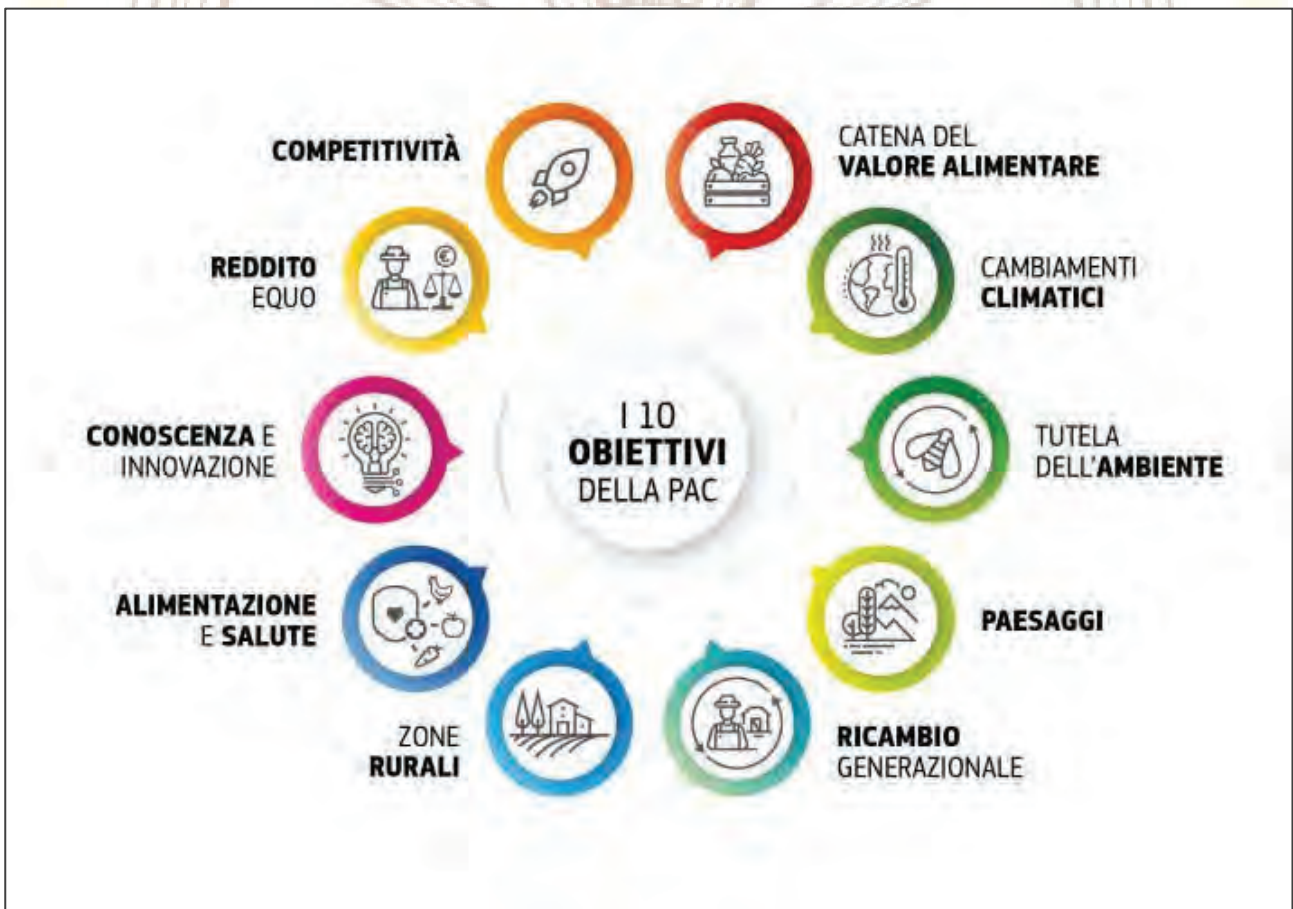 COMPETITIVITÀ
CATENA DEL
VALORE ALIMENTARE
REDDITO
EQUO
CAMBIAMENTI
CLIMATICI
CONOSCENZA E
INNOVAZIONE
I 10
OBIETTIVI
DELLA PAC
TUTELA
DELL'AMBIENTE
ALIMENTAZIONE
E SALUTE
PAESAGGI
ZONE
RURALI
RICAMBIO
GENERAZIONALE